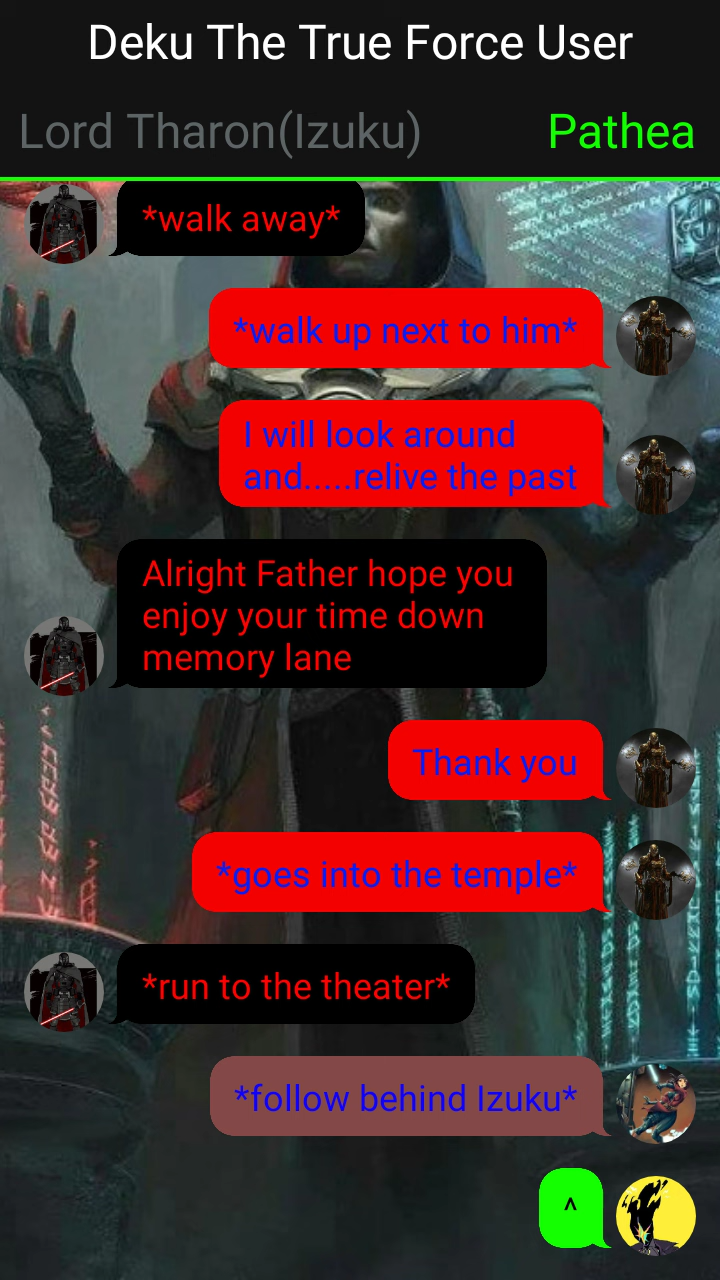 Deku The True Force User
Lord Tharon(Izuku)
Pathea
*walk away*
*walk up next to him*
I will look around
and.....relive the past
Alright Father hope you
enjoy your time down
memory lane
Thank you
*goes into the temple*
*run to the theater*
*follow behind Izuku*
^